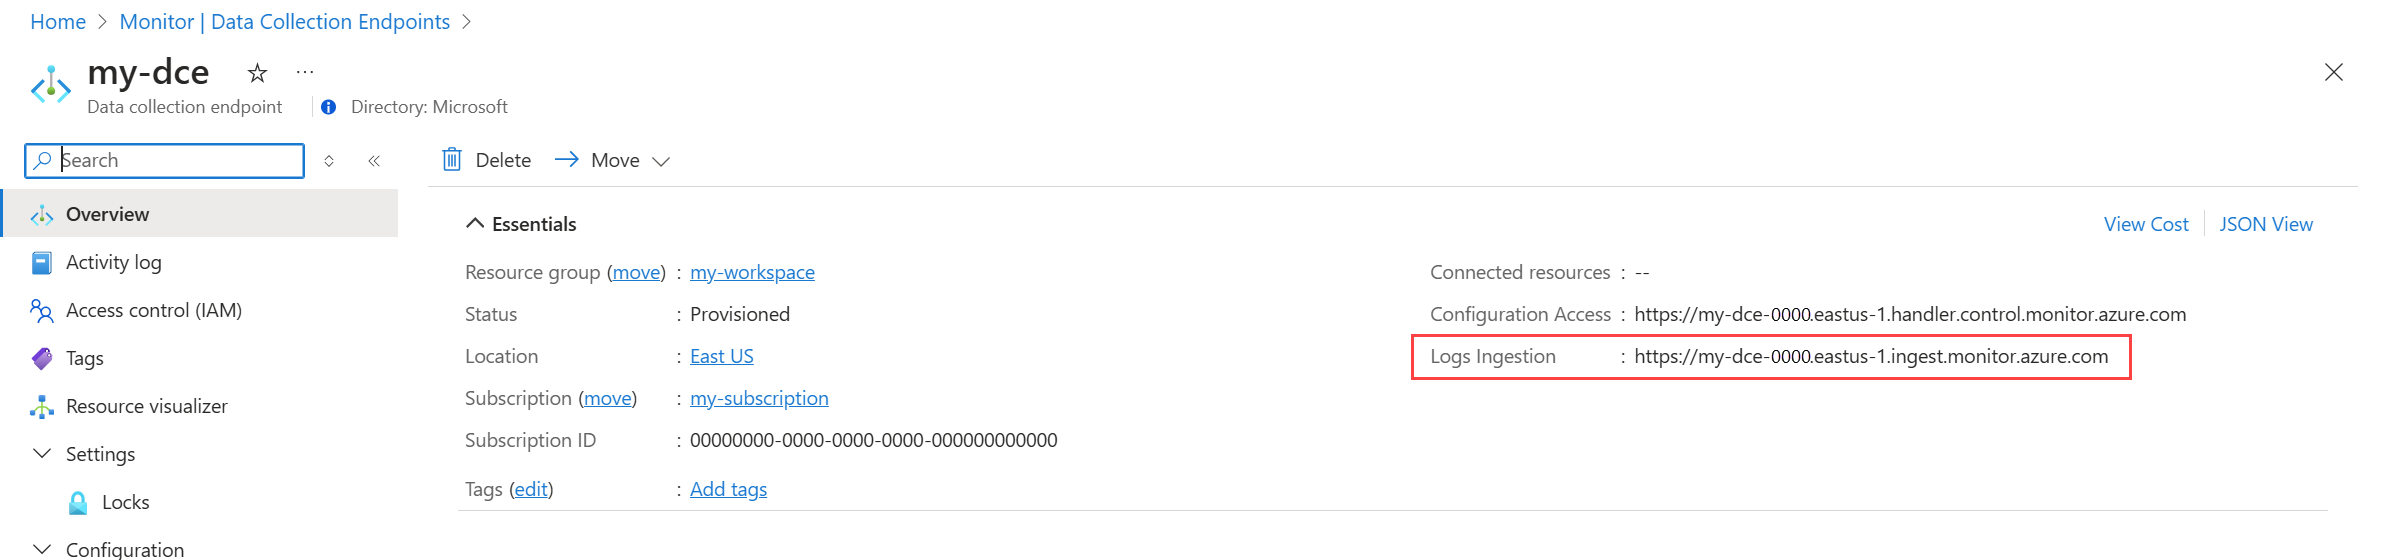 Home > Monitor | Data Collection Endpoints >
my-dce
Data collection endpoint
Directory: Microsoft
Search
Delete
Move
Overview
Activity log
Access control (IAM)
Tags
Resource visualizer
Settings
Locks
Configuration
Essentials
View Cost
JSON View
Resource group (move) : my-workspace
Status : Provisioned
Location : East US
Subscription (move) : my-subscription
Subscription ID : 00000000-0000-0000-0000-000000000000
Tags (edit) : Add tags
Connected resources : --
Configuration Access : https://my-dce-0000.eastus-1.handler.control.monitor.azure.com
Logs Ingestion : https://my-dce-0000.eastus-1.ingest.monitor.azure.com